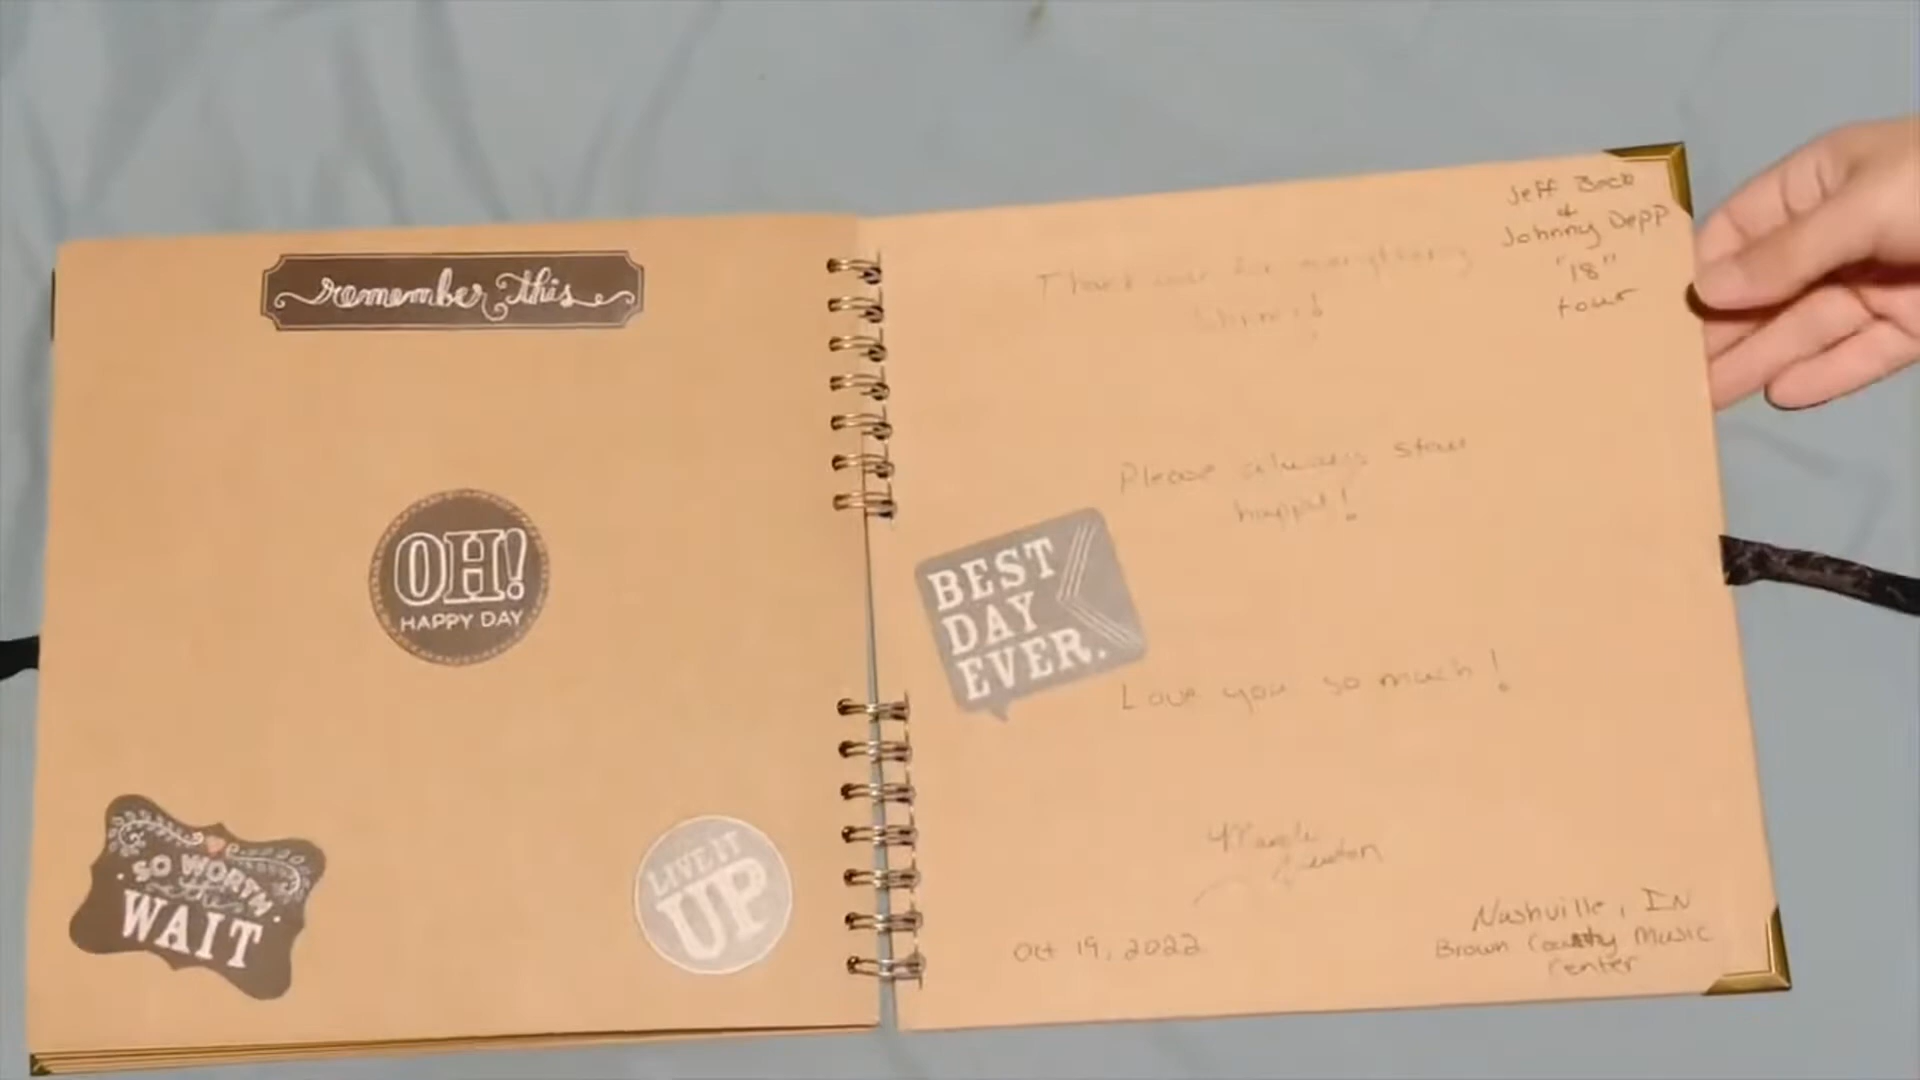 remember this
OH!
HAPPY DAY
SO WORTH
the
WAIT
LIVE IT
UP
Jeff Beck
&
Johnny Depp
"18"
tour
Thank you for everything
Please always stay
happy!
BEST
DAY
EVER.
Love you so much!
Oct 19, 2022
Nashville, IN
Brown County Music
Center